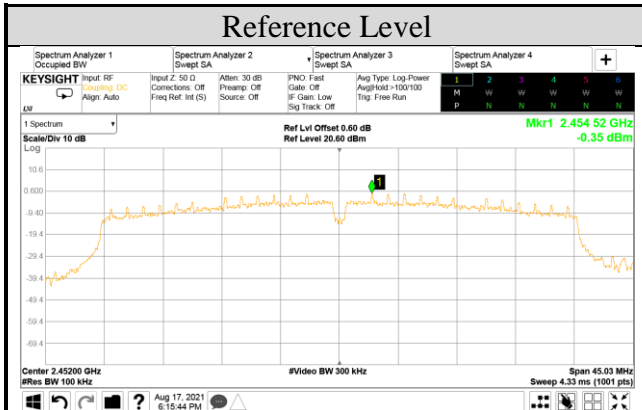 Reference Level
Spectrum Analyzer 1
Occupied BW
Spectrum Analyzer 2
Swept SA
Spectrum Analyzer 3
Swept SA
Spectrum Analyzer 4
Swept SA
+
KEYSIGHT
Input: RF
Coupling: DC
Align: Auto
Input Z: 50 Ω
Corrections: Off
Freq Ref: Int (S)
Atten: 30 dB
Preamp: Off
Source: Off
PNO: Fast
Gate: Off
IF Gain: Low
Sig Track: Off
Avg Type: Log-Power
Avg|Hold:>100/100
Trig: Free Run
1 2 3 4 5 6
M W W W W W
P N N N N N
LXI
1 Spectrum
Scale/Div 10 dB
Ref Lvl Offset 0.60 dB
Ref Level 20.60 dBm
Mkr1 2.454 52 GHz
-0.35 dBm
Log
10.6
0.600
-9.40
-19.4
-29.4
-39.4
-49.4
-59.4
-69.4
1
Center 2.45200 GHz
#Res BW 100 kHz
#Video BW 300 kHz
Span 45.03 MHz
Sweep 4.33 ms (1001 pts)
?
Aug 17, 2021
6:15:44 PM